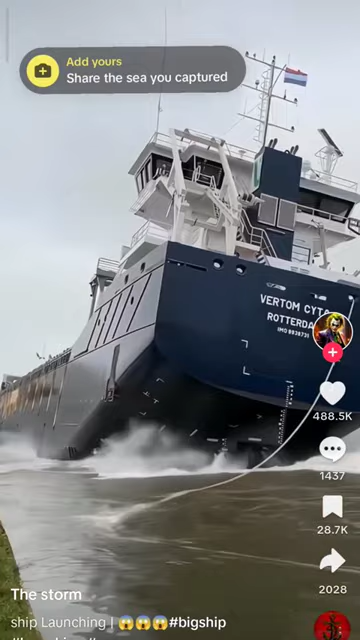 Add yours
Share the sea you captured
VERTOM CYTA
ROTTERDA
488.5K
1437
28.7K
2028
The storm
ship Launching | 😱😱😱#bigship